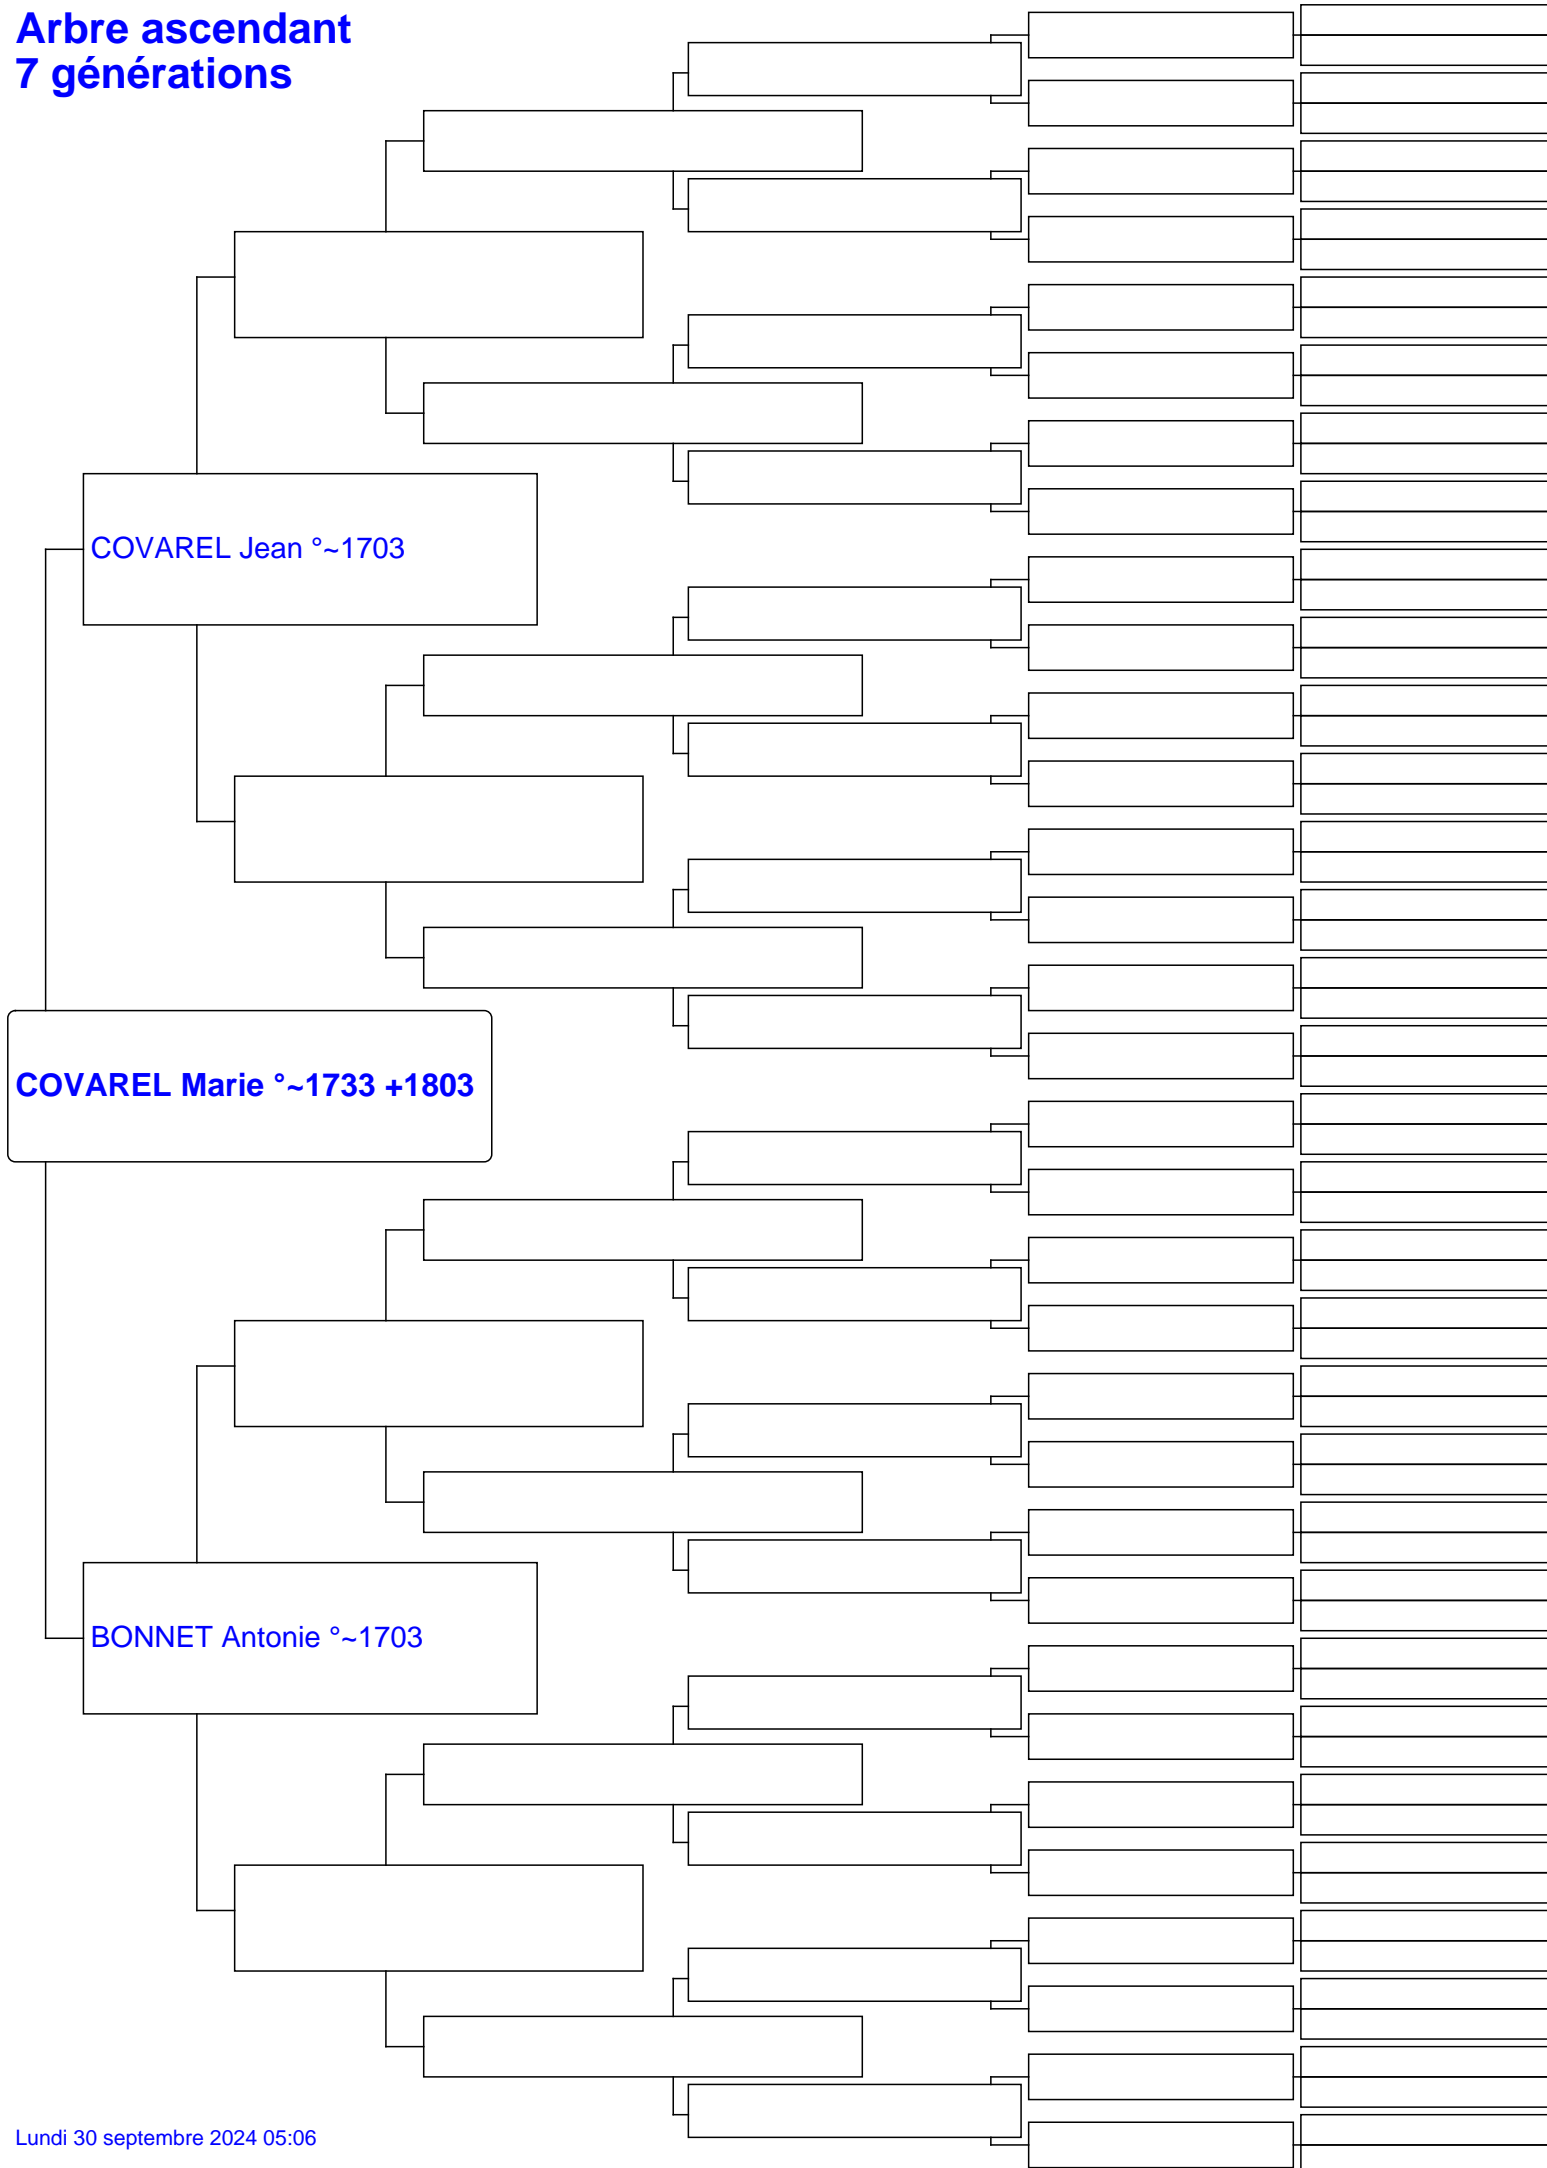 Arbre ascendant
7 générations
COVAREL Jean °~1703
COVAREL Marie °~1733 +1803
BONNET Antonie °~1703
Lundi 30 septembre 2024 05:06